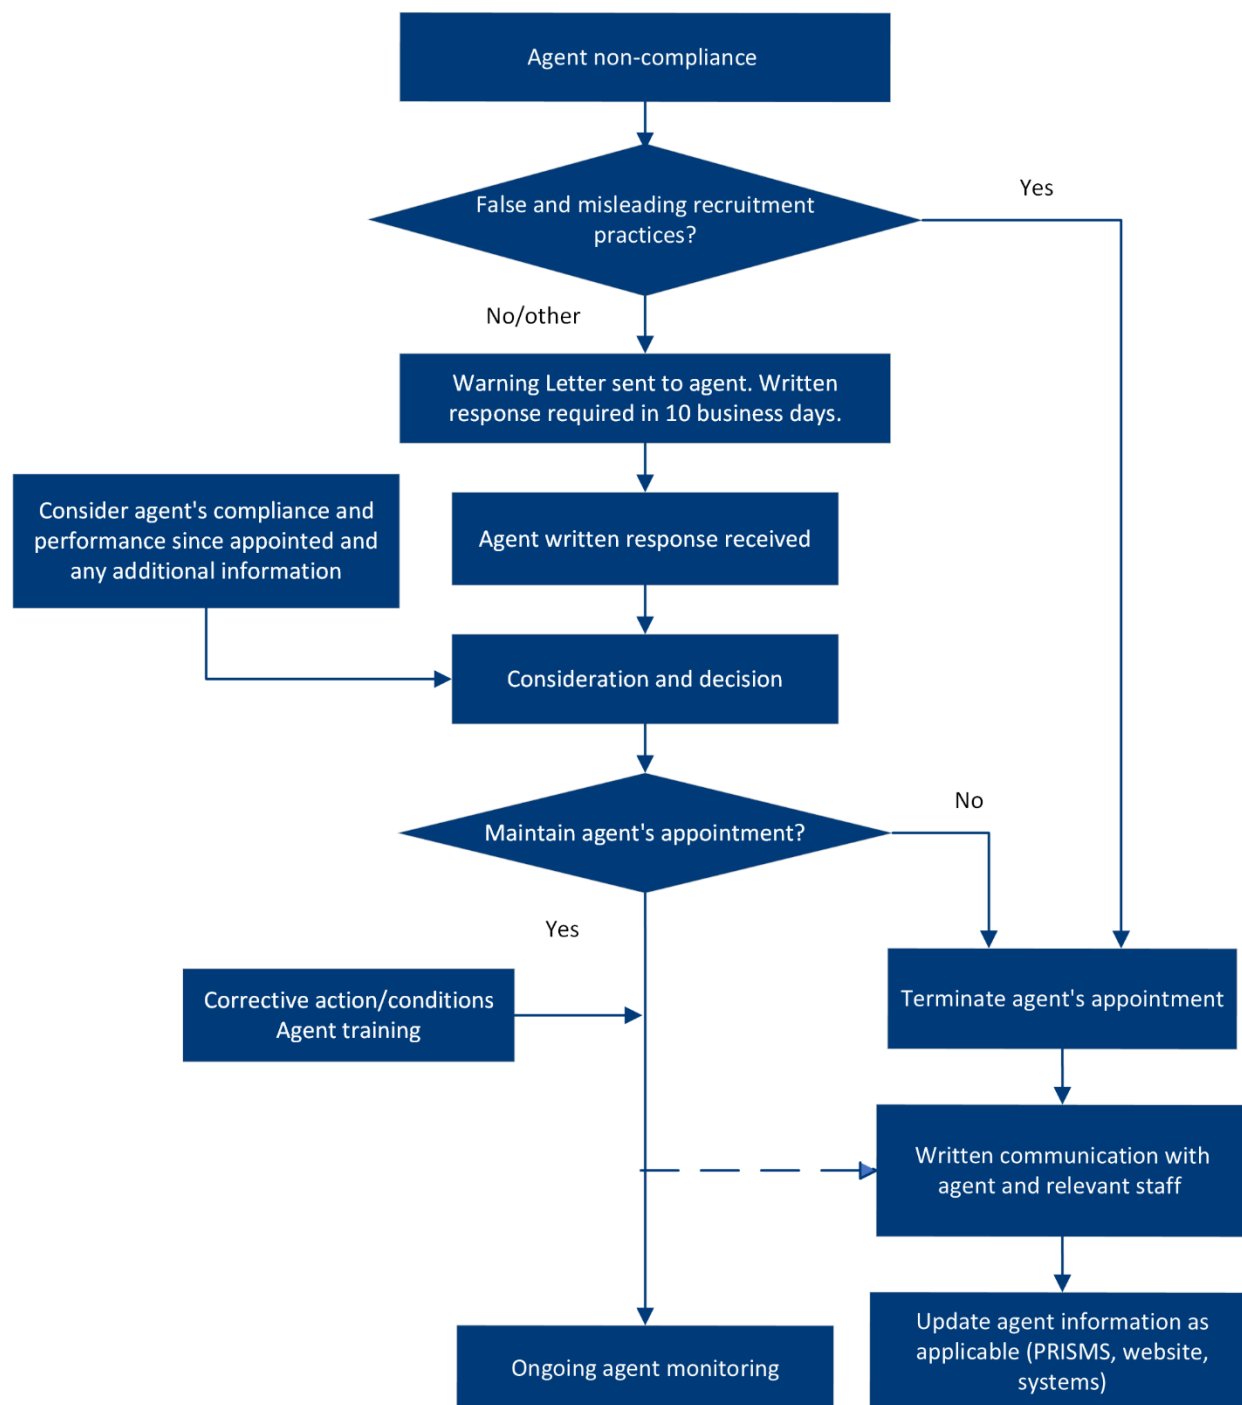 Agent non-compliance
False and misleading recruitment
practices?
Yes
No/other
Warning Letter sent to agent. Written
response required in 10 business days.
Consider agent's compliance and
performance since appointed and
any additional information
Agent written response received
Consideration and decision
Maintain agent's appointment?
No
Yes
Corrective action/conditions
Agent training
Terminate agent's appointment
Written communication with
agent and relevant staff
Ongoing agent monitoring
Update agent information as
applicable (PRISMS, website,
systems)